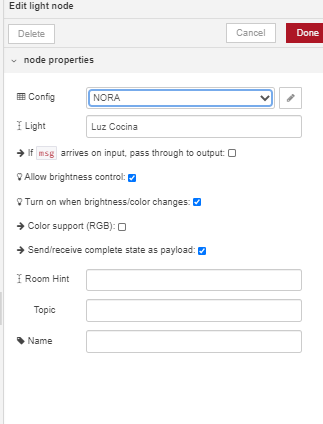 Edit light node
Delete
Cancel
Done
node properties
Config
NORA
Light
Luz Cocina
If msg arrives on input, pass through to output:
Allow brightness control:
Turn on when brightness/color changes:
Color support (RGB):
Send/receive complete state as payload:
Room Hint
Topic
Name